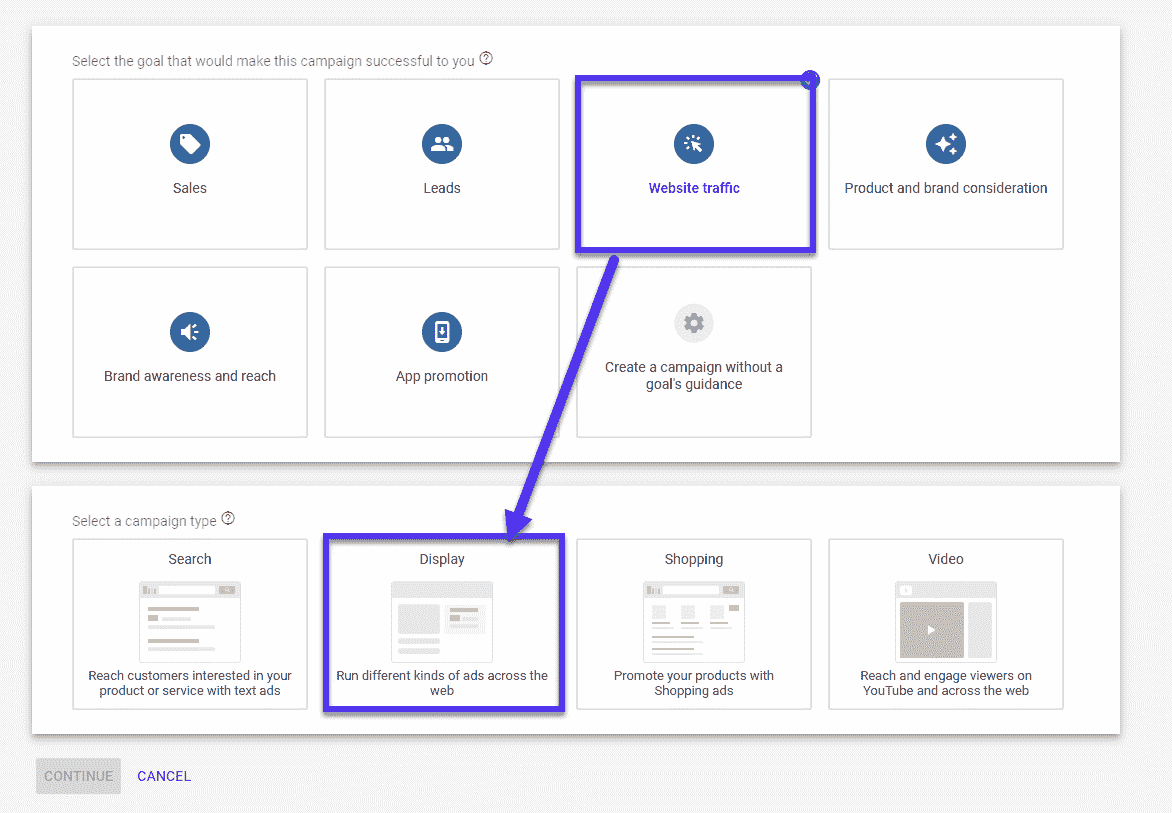 Select the goal that would make this campaign successful to you
Sales
Leads
Website traffic
Product and brand consideration
Brand awareness and reach
App promotion
Create a campaign without a
goal's guidance
Select a campaign type
Search
Reach customers interested in your
product or service with text ads
Display
Run different kinds of ads across the
web
Shopping
Promote your products with
Shopping ads
Video
Reach and engage viewers on
YouTube and across the web
CONTINUE
CANCEL